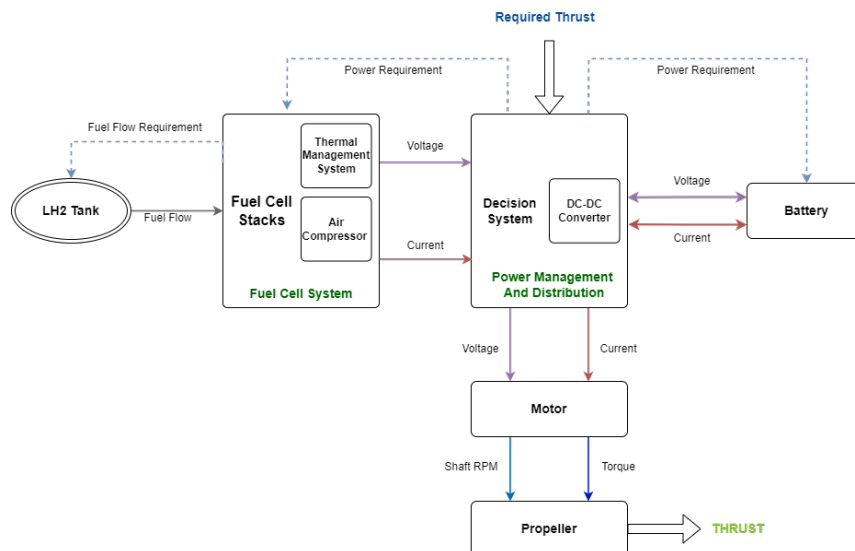 Required Thrust
Power Requirement
Power Requirement
Fuel Flow Requirement
Thermal
Management
System
Voltage
Fuel Cell
Stacks
LH2 Tank
Fuel Flow
Air
Compressor
Current
Fuel Cell System
Decision
System
DC-DC
Converter
Power Management
And Distribution
Voltage
Current
Battery
Voltage
Current
Motor
Shaft RPM
Torque
Propeller
THRUST